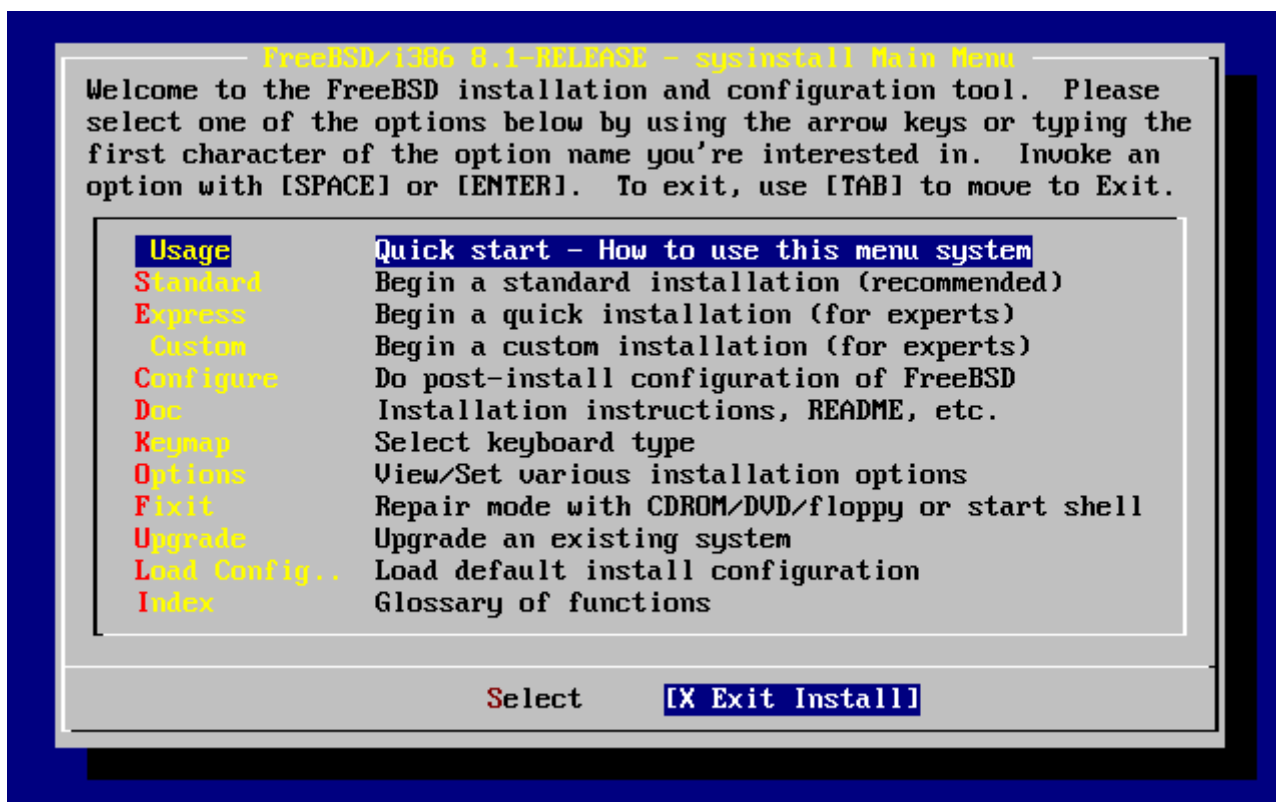 FreeBSD/i386 8.1-RELEASE - sysinstall Main Menu
Welcome to the FreeBSD installation and configuration tool.  Please
select one of the options below by using the arrow keys or typing the
first character of the option name you're interested in.  Invoke an
option with [SPACE] or [ENTER].  To exit, use [TAB] to move to Exit.
Usage Quick start - How to use this menu system
Standard Begin a standard installation (recommended)
Express Begin a quick installation (for experts)
Custom Begin a custom installation (for experts)
Configure Do post-install configuration of FreeBSD
Doc Installation instructions, README, etc.
Keymap Select keyboard type
Options View/Set various installation options
Fixit Repair mode with CDROM/DVD/floppy or start shell
Upgrade Upgrade an existing system
Load Config.. Load default install configuration
Index Glossary of functions
Select [X Exit Install]